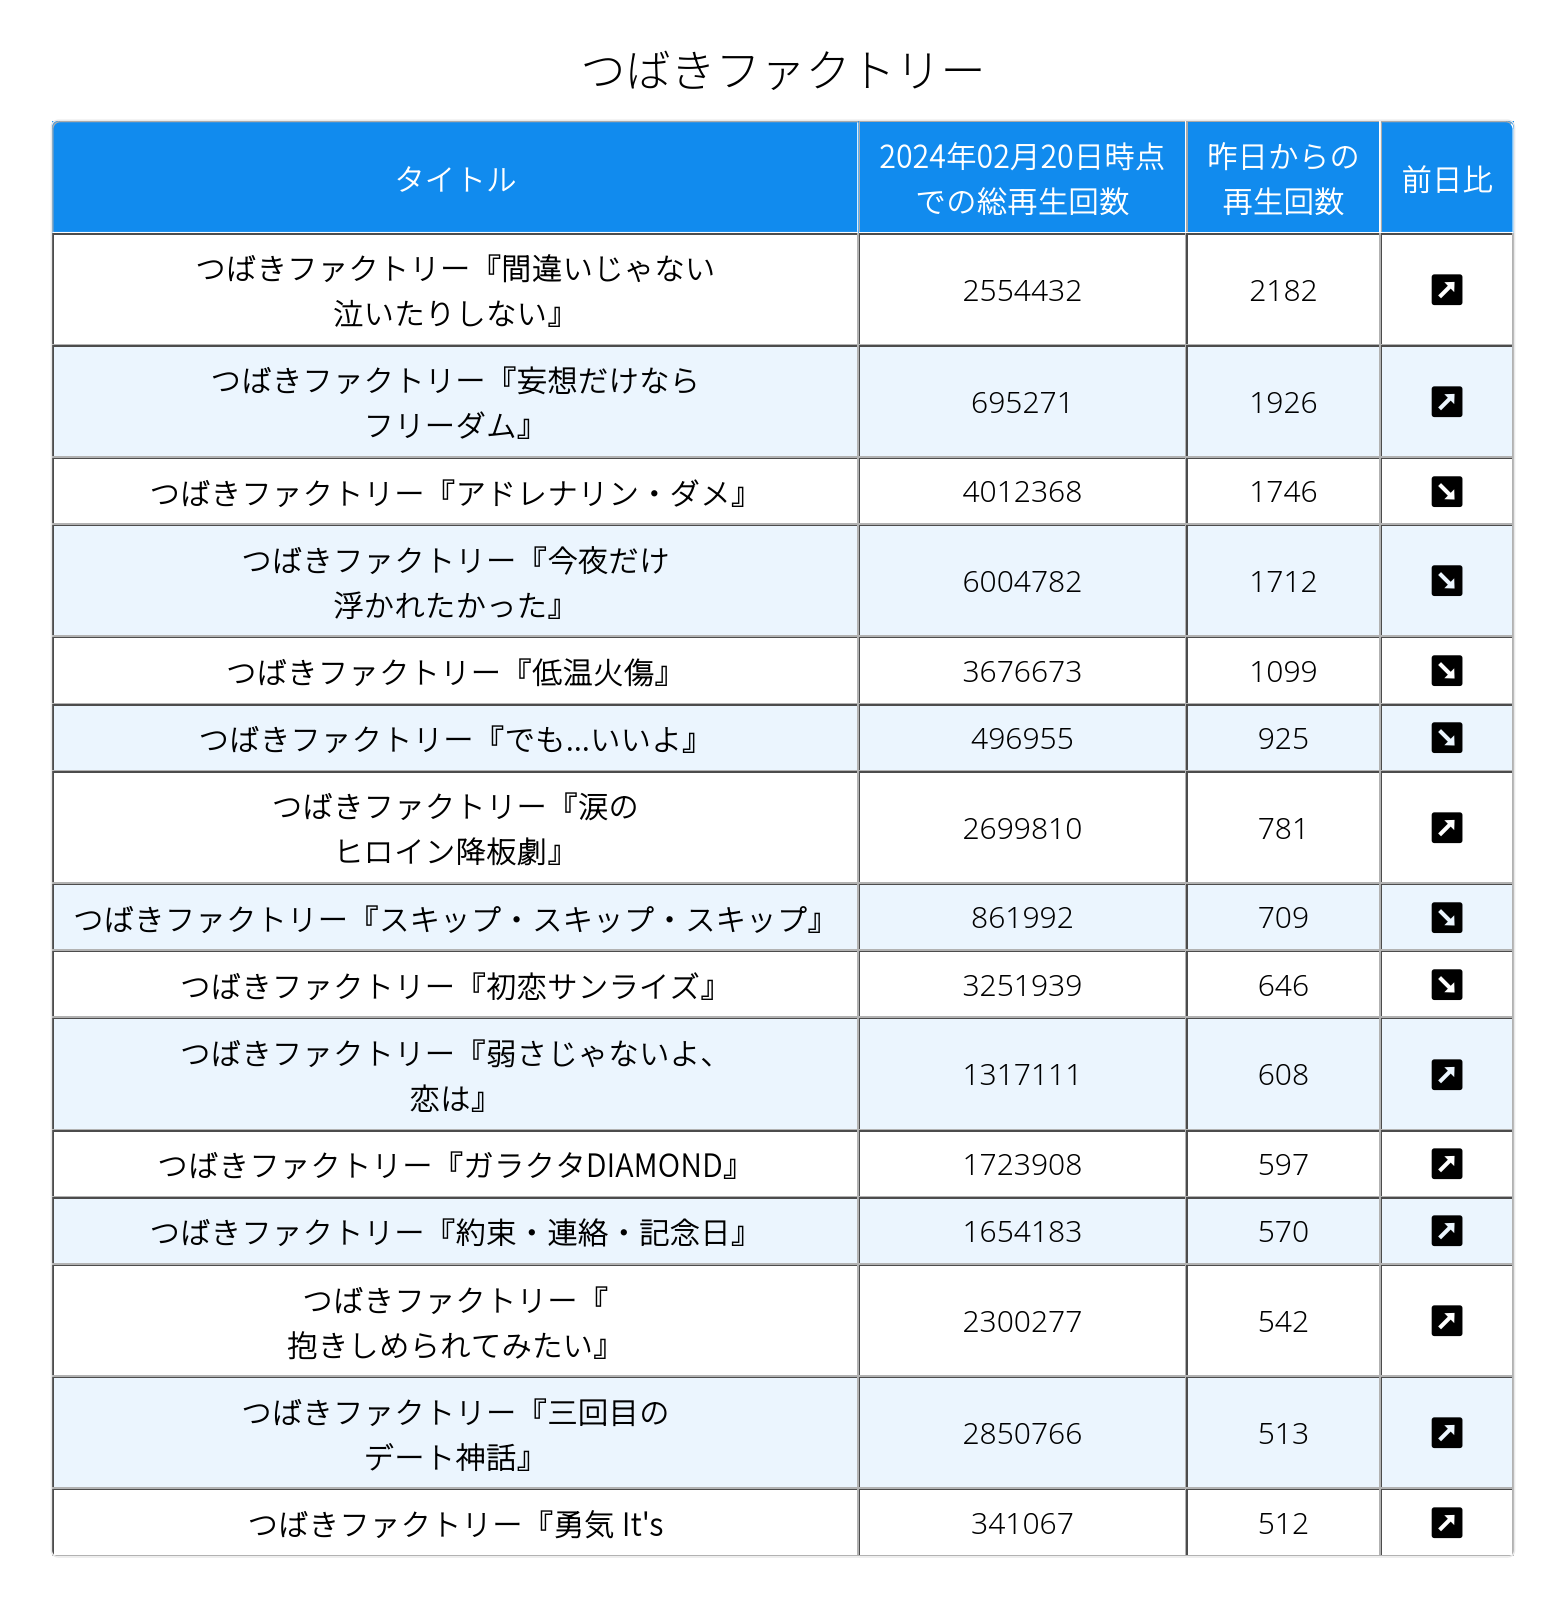 つばきファクトリー
タイトル
2024年02月20日時点
での総再生回数
昨日からの
再生回数
前日比
つばきファクトリー『間違いじゃない
泣いたりしない』
2554432
2182
つばきファクトリー『妄想だけなら
フリーダム』
695271
1926
つばきファクトリー『アドレナリン・ダメ』
4012368
1746
つばきファクトリー『今夜だけ
浮かれたかった』
6004782
1712
つばきファクトリー『低温火傷』
3676673
1099
つばきファクトリー『でも...いいよ』
496955
925
つばきファクトリー『涙の
ヒロイン降板劇』
2699810
781
つばきファクトリー『スキップ・スキップ・スキップ』
861992
709
つばきファクトリー『初恋サンライズ』
3251939
646
つばきファクトリー『弱さじゃないよ、
恋は』
1317111
608
つばきファクトリー『ガラクタDIAMOND』
1723908
597
つばきファクトリー『約束・連絡・記念日』
1654183
570
つばきファクトリー『
抱きしめられてみたい』
2300277
542
つばきファクトリー『三回目の
デート神話』
2850766
513
つばきファクトリー『勇気 It's
341067
512